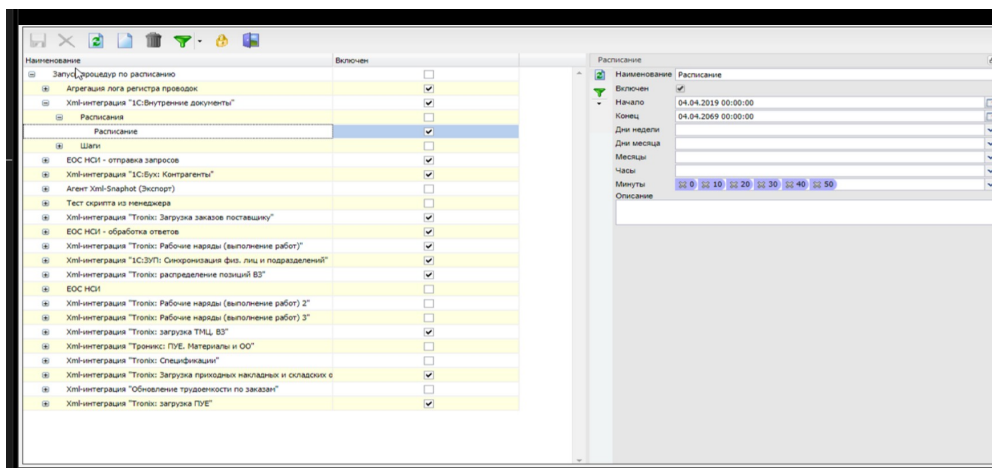 Наименование Включен
Запуск процедур по расписанию
Агрегация лога регистра проводок
Xml-интеграция "1С:Внутренние документы"
Расписания
Расписание
Шаги
ЕОС НСИ - отправка запросов
Xml-интеграция "1С:Бух: Контрагенты"
Агент Xml-Snaphot (Экспорт)
Тест скрипта из менеджера
Xml-интеграция "Tronix: Загрузка заказов поставщику"
ЕОС НСИ - обработка ответов
Xml-интеграция "Tronix: Рабочие наряды (выполнение работ)"
Xml-интеграция "1С:ЗУП: Синхронизация физ. лиц и подразделений"
Xml-интеграция "Tronix: распределение позиций ВЗ"
ЕОС НСИ
Xml-интеграция "Tronix: Рабочие наряды (выполнение работ) 2"
Xml-интеграция "Tronix: Рабочие наряды (выполнение работ) 3"
Xml-интеграция "Tronix: загрузка ТМЦ, ВЗ"
Xml-интеграция "Троникс: ПУЕ, Материалы и ОО"
Xml-интеграция "Tronix: Спецификации"
Xml-интеграция "Tronix: Загрузка приходных накладных и складских о
Xml-интеграция "Обновление трудоемкости по заказам"
Xml-интеграция "Tronix: загрузка ПУЕ"
Расписание
Наименование Расписание
Включен
Начало 04.04.2019 00:00:00
Конец 04.04.2069 00:00:00
Дни недели
Дни месяца
Месяцы
Часы
Минуты 0 10 20 30 40 50
Описание